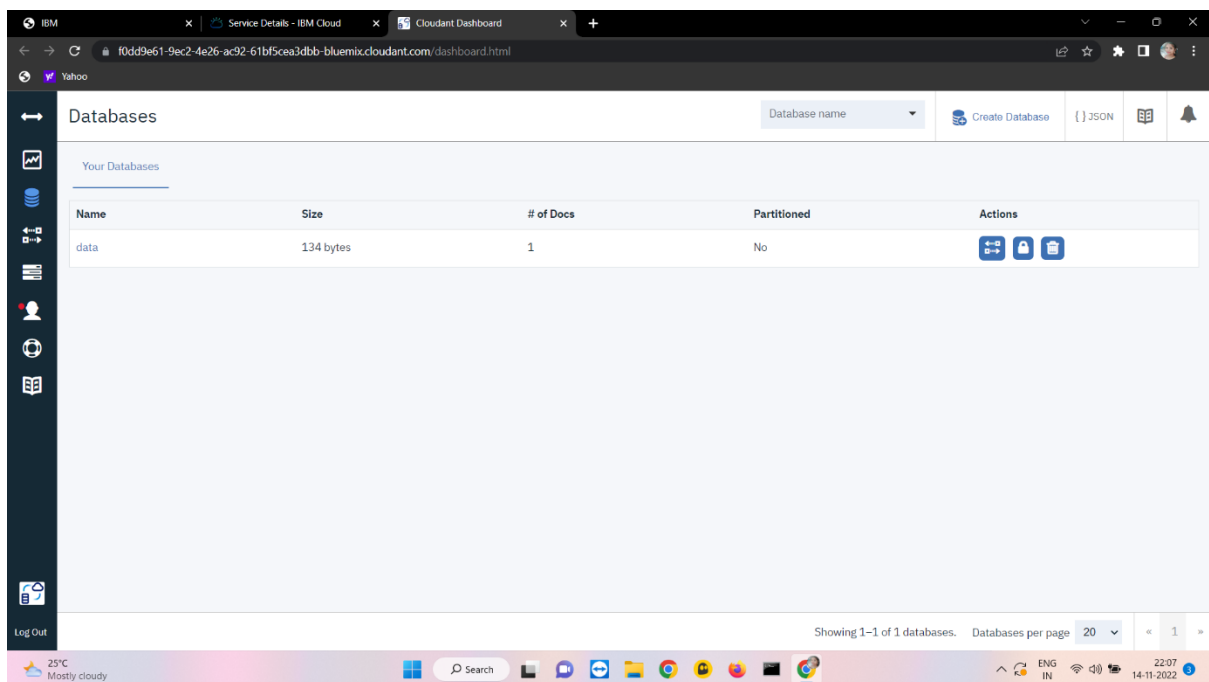 IBM
Service Details - IBM Cloud
Cloudant Dashboard
f0dd9e61-9ec2-4e26-ac92-61bf5cea3dbb-bluemix.cloudant.com/dashboard.html
Yahoo
Databases
Database name
Create Database
{ } JSON
Your Databases
Name Size # of Docs Partitioned Actions
data 134 bytes 1 No
Log Out
Showing 1–1 of 1 databases. Databases per page 20 « 1 »
25°C
Mostly cloudy
Search
ENG
IN
22:07
14-11-2022
3